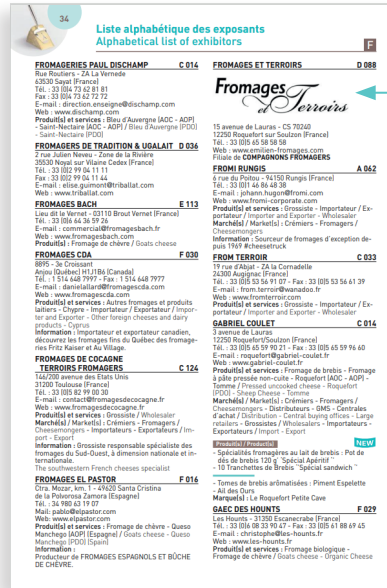 34
Liste alphabétique des exposants
Alphabetical list of exhibitors
F
FROMAGERIES PAUL DISCHAMP C 014
Rue Routiers - ZA La Vernede
63530 Sayat (France)
Tél. : 33 (0)4 73 62 81 81
Fax : 33 (0)4 73 62 72 72
E-mail : direction.enseigne@dischamp.com
Web : www.dischamp.com
Produit(s) et services : Bleu d'Auvergne (AOC - AOP)
- Saint-Nectaire (AOC - AOP) / Bleu d'Auvergne (PDO)
- Saint-Nectaire (PDO)
FROMAGERS DE TRADITION & UGALAIT D 036
2 rue Julien Neveu - Zone de la Rivière
35530 Noyal sur Vilaine Cedex (France)
Tél. : 33 (0)2 99 04 11 11
Fax : 33 (0)2 99 04 11 44
E-mail : elise.guimont@triballat.com
Web : www.triballat.com
FROMAGES BACH E 113
Lieu dit le Vernet - 03110 Brout Vernet (France)
Tél. : 33 (0)6 64 36 59 26
E-mail : commercial@fromagesbach.fr
Web : www.fromagesbach.com
Produit(s) : Fromage de chèvre / Goats cheese
FROMAGES CDA F 030
8895 - 3e Croissant
Anjou (Québec) H1J1B6 (Canada)
Tél. : 1 514 648 7997 - Fax : 1 514 648 7977
E-mail : danielallard@fromagescda.com
Web : www.fromagescda.com
Produit(s) et services : Autres fromages et produits
laitiers - Chypre - Importateur / Exportateur / Impor-
ter and Exporter - Other foreign cheeses and dairy
products - Cyprus
Information : Importateur et exportateur canadien,
découvrez les fromages fins du Québec des fromage-
ries Fritz Kaiser et Au Village.
FROMAGES DE COCAGNE
TERROIRS FROMAGERS C 124
146/200 avenue des Etats Unis
31200 Toulouse (France)
Tél. : 33 (0)5 82 99 00 30
E-mail : contact@fromagesdecocagne.fr
Web : www.fromagesdecocagne.fr
Produit(s) et services : Grossiste / Wholesaler
Marché(s) / Market(s) : Crémiers - Fromagers /
Cheesemongers - Importateurs - Exportateurs / Im-
port - Export
Information : Grossiste responsable spécialiste des
fromages du Sud-Ouest, à dimension nationale et in-
ternationale.
The southwestern French cheeses specialist
FROMAGES EL PASTOR F 016
Ctra. Mozar, km. 1 - 49620 Santa Cristina
de la Polvorosa Zamora (Espagne)
Tél. : 34 980 63 19 07
Mail: pablo@elpastor.com
Web: www.elpastor.com
Produit(s) et services : Fromage de chèvre - Queso
Manchego (AOP) (Espagne) / Goats cheese - Queso
Manchego (PDO) (Spain)
Information :
Producteur de FROMAGES ESPAGNOLS ET BÛCHE
DE CHÈVRE.
FROMAGES ET TERROIRS D 088
Fromages
et Terroirs
15 avenue de Lauras - CS 70240
12250 Roquefort sur Soulzon (France)
Tél. : 33 (0)5 65 58 58 58
Web : www.emilien-fromages.com
Filiale de COMPAGNONS FROMAGERS
FROMI RUNGIS A 062
6 rue du Poitou - 94150 Rungis (France)
Tél. : 33 (0)1 46 86 48 38
E-mail : johann.hugon@fromi.com
Web : www.fromi-corporate.com
Produit(s) et services : Grossiste - Importateur / Ex-
portateur / Importer and Exporter - Wholesaler
Marché(s) / Market(s) : Crémiers - Fromagers /
Cheesemongers
Information : Sourceur de fromages d'exception de-
puis 1969 #cheesetruck
FROM TERROIR C 033
19 rue d'Abjat - ZA la Cornadelle
24300 Augignac (France)
Tél. : 33 (0)5 53 56 91 07 - Fax : 33 (0)5 53 56 61 39
E-mail : from.terroir@wanadoo.fr
Web : www.fromterroir.com
Produit(s) et services : Grossiste - Importateur / Ex-
portateur / Importer and Exporter - Wholesaler
GABRIEL COULET C 014
3 avenue de Lauras
12250 Roquefort/Soulzon (France)
Tél. : 33 (0)5 65 59 90 21 - Fax : 33 (0)5 65 59 96 60
E-mail : roquefort@gabriel-coulet.fr
Web : www.gabriel-coulet.fr
Produit(s) et services : Fromage de brebis - Fromage
à pâte pressée non-cuite - Roquefort (AOC - AOP) -
Tomme / Pressed uncooked cheese - Roquefort
(PDO) - Sheep Cheese - Tomme
Marché(s) / Market(s) : Crémiers - Fromagers /
Cheesemongers - Distributeurs - GMS - Centrales
d'achat / Distribution - Central buying offices - Large
retailers - Grossistes / Wholesalers - Importateurs -
Exportateurs / Import - Export
Produit(s) / Product(s) NEW
- Spécialités fromagères au lait de brebis : Pot de
dés de brebis 120 g "Spécial Apéritif "
- 10 Tranchettes de Brebis "Spécial sandwich "
- Tomes de brebis arômatisées : Piment Espelette
- Ail des Ours
Marque(s) : Le Roquefort Petite Cave
GAEC DES HOUNTS F 029
Les Hounts - 31350 Escanecrabe (France)
Tél. : 33 (0)6 08 33 90 47 - Fax : 33 (0)5 61 88 69 45
E-mail : christophe@les-hounts.fr
Web : www.les-hounts.fr
Produit(s) et services : Fromage biologique -
Fromage de chèvre / Goats cheese - Organic Cheese